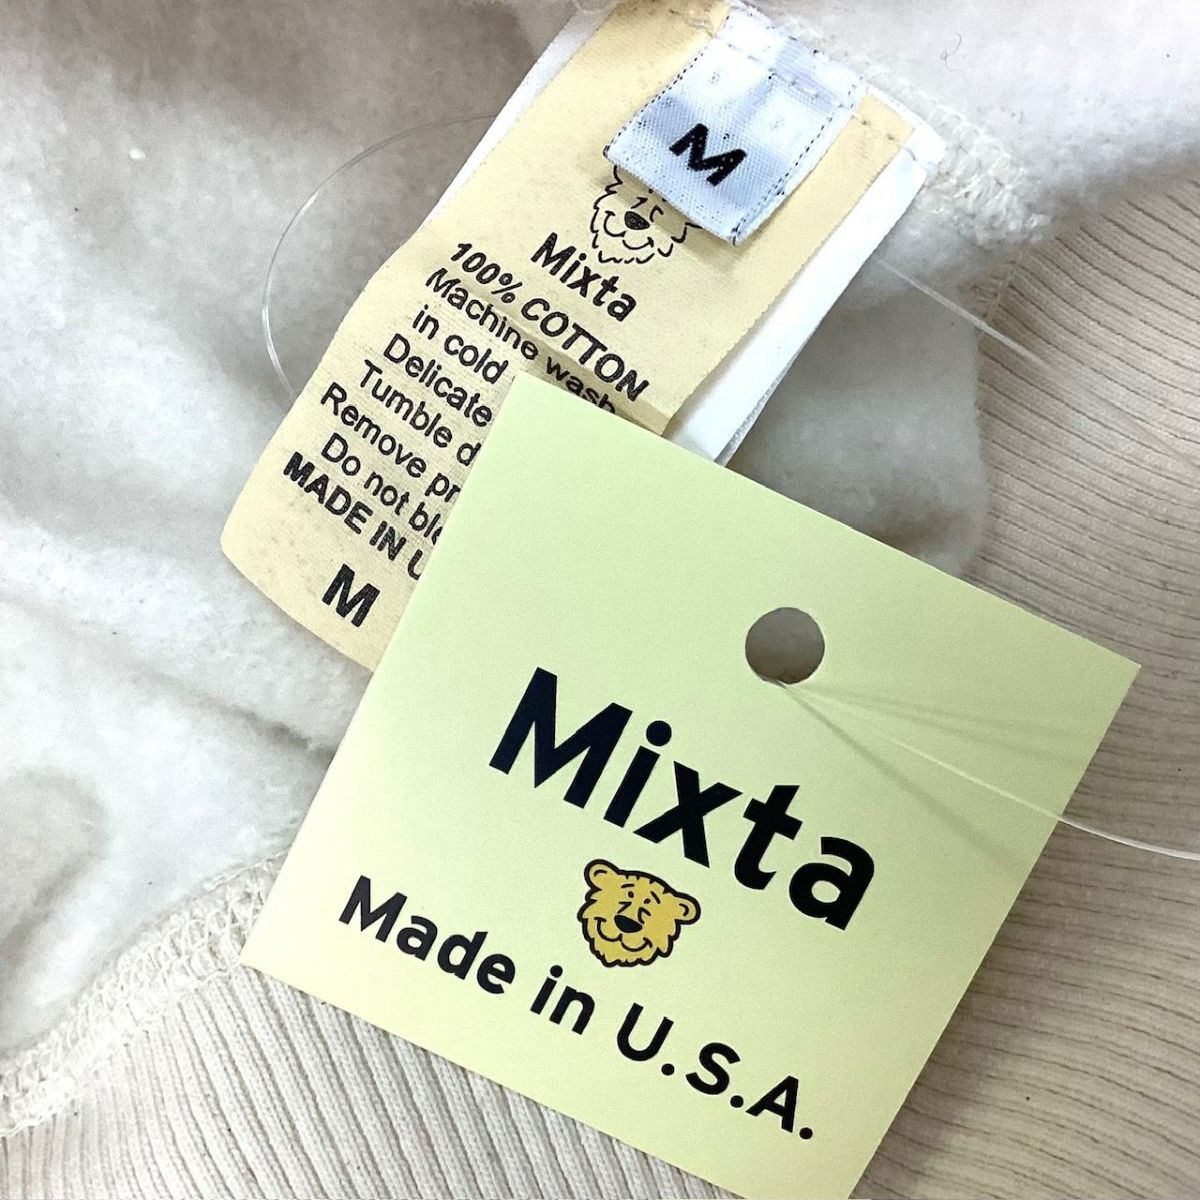 M
Mixta
100% COTTON
Machine wash
in cold
Delicate
Tumble
Remove
Do not
MADE IN
M
Mixta
Made in U.S.A.